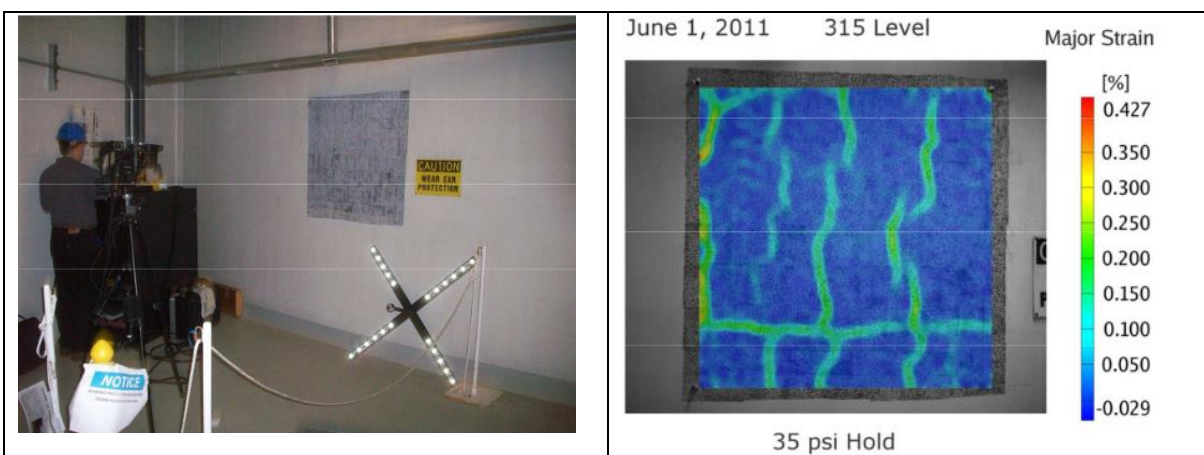 CAUTION
WEAR EAR
PROTECTION
NOTICE
June 1, 2011 315 Level
Major Strain
[%]
0.427
0.350
0.300
0.250
0.200
0.150
0.100
0.050
-0.029
35 psi Hold